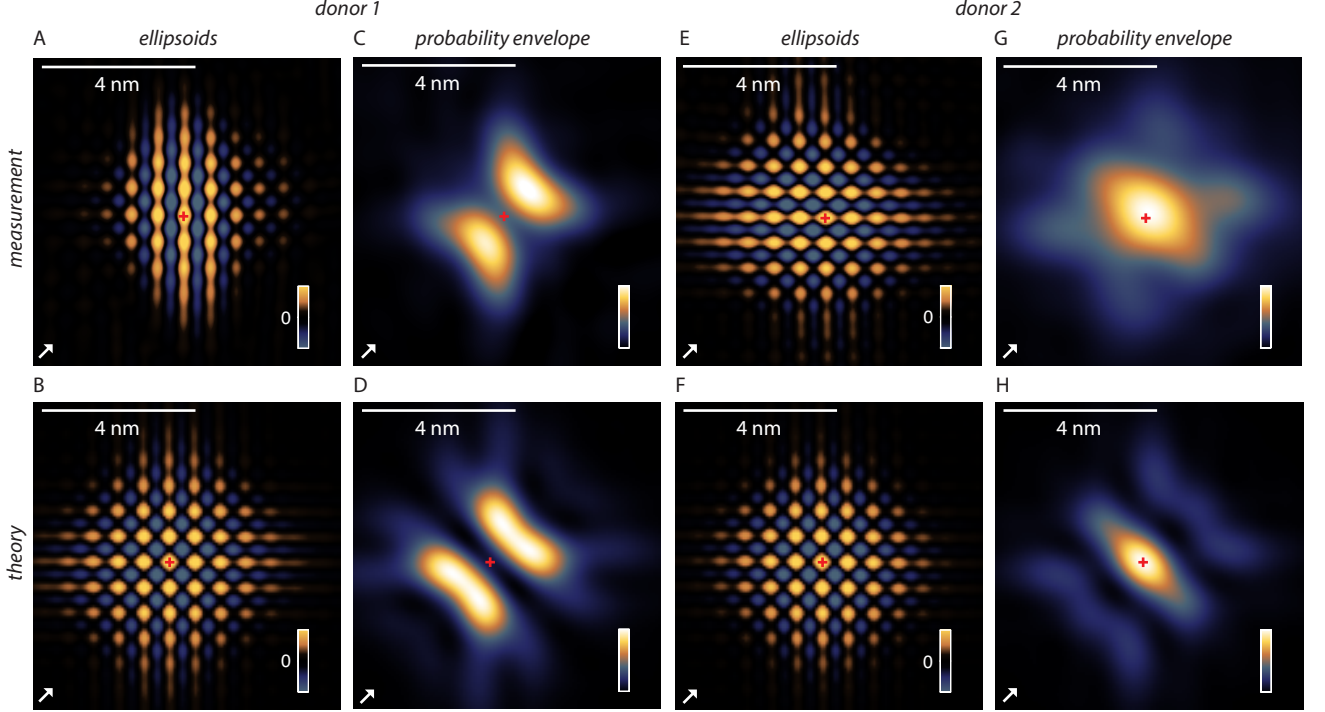 donor 1
donor 2
A
ellipsoids
C
probability envelope
E
ellipsoids
G
probability envelope
measurement
4 nm
0
4 nm
4 nm
0
4 nm
B
D
F
H
theory
4 nm
0
4 nm
4 nm
0
4 nm